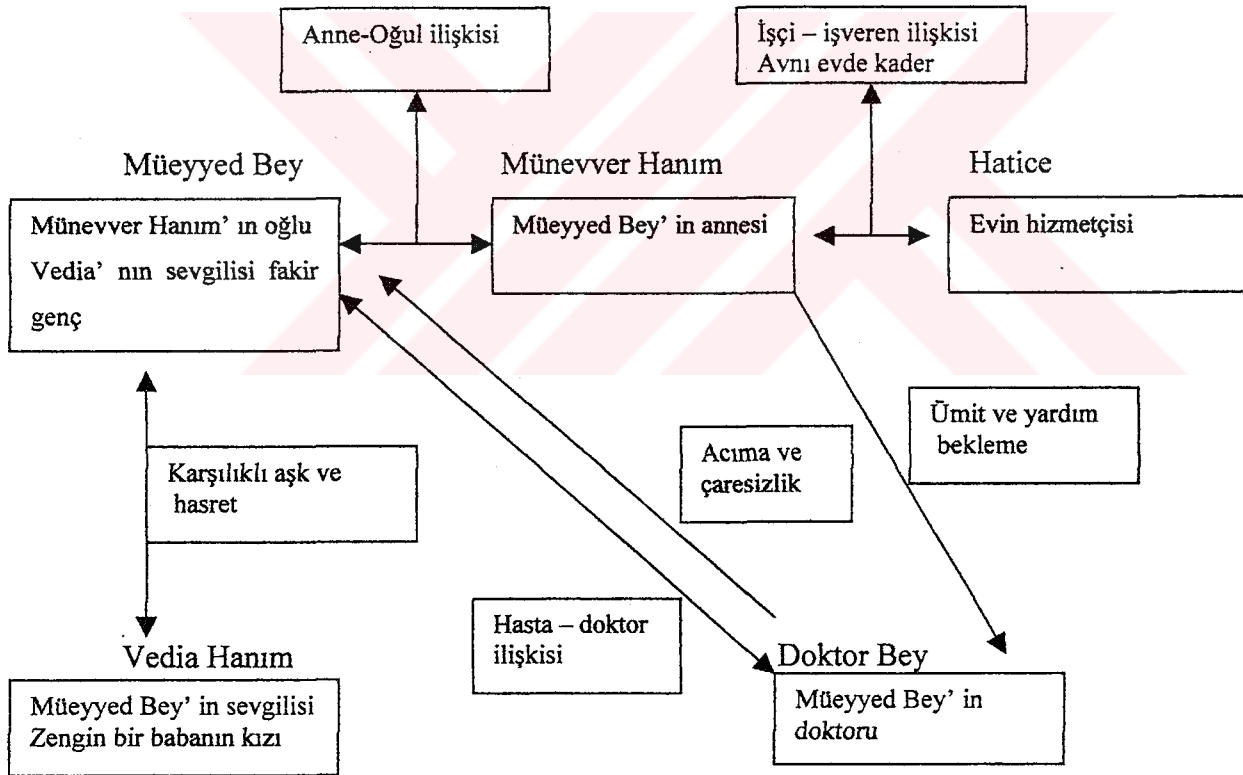 Anne-Oğul ilişkisi
İşçi – işveren ilişkisi
Avnı evde kader
Müeyyed Bey
Münevver Hanım
Hatice
Münevver Hanım' ın oğlu
Vedia' nın sevgilisi fakir
genç
Müeyyed Bey' in annesi
Evin hizmetçisi
Karşılıklı aşk ve
hasret
Acıma ve
çaresizlik
Ümit ve yardım
bekleme
Hasta – doktor
ilişkisi
Vedia Hanım
Müeyyed Bey' in sevgilisi
Zengin bir babanın kızı
Doktor Bey
Müeyyed Bey' in
doktoru